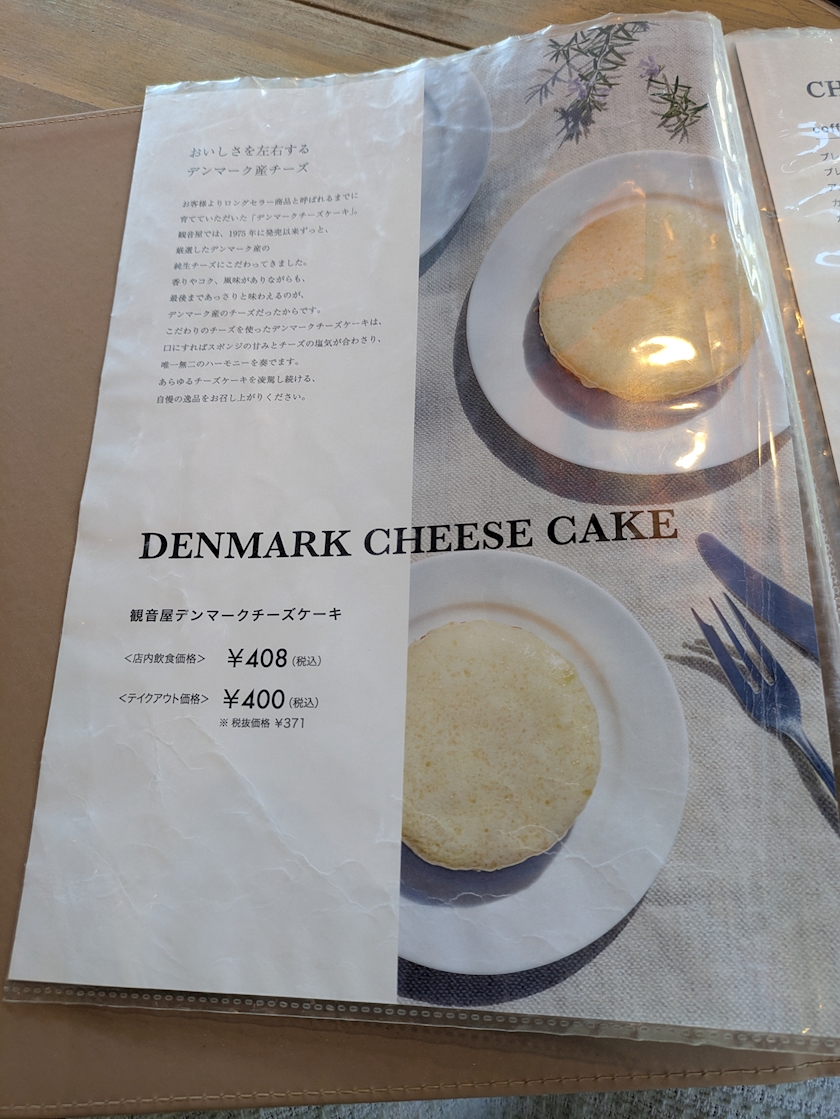 おいしさを左右する
デンマーク産チーズ
お客様よりロングセラー商品と呼ばれるまでに
育てていただいた「デンマークチーズケーキ」。
観音屋では、1975年に発売以来ずっと、
厳選したデンマーク産の
純生チーズにこだわってきました。
香りやコク、風味がありながらも、
最後まであっさりと味わえるのが、
デンマーク産のチーズだったからです。
こだわりのチーズを使ったデンマークチーズケーキは、
口にすればスポンジの甘みとチーズの塩気が合わさり、
唯一無二のハーモニーを奏でます。
あらゆるチーズケーキを凌駕し続ける、
自慢の逸品をお召し上がりください。
DENMARK CHEESE CAKE
観音屋デンマークチーズケーキ
<店内飲食価格> ¥408(税込)
<テイクアウト価格> ¥400(税込)
※ 税抜価格 ¥371
CH
coff
ブレ
ブレ